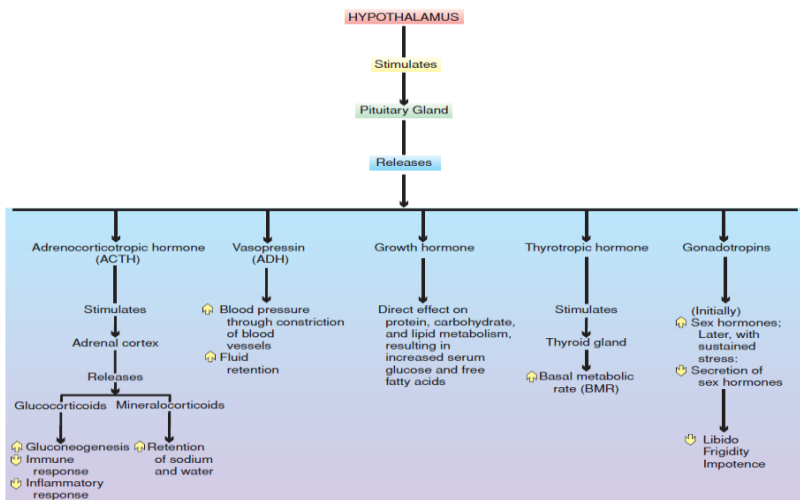 HYPOTHALAMUS
Stimulates
Pituitary Gland
Releases
Adrenocorticotropic hormone
(ACTH)
Stimulates
Adrenal cortex
Releases
Glucocorticoids
Mineralocorticoids
Gluconeogenesis
Immune
response
Inflammatory
response
Retention
of sodium
and water
Vasopressin
(ADH)
Blood pressure
through constriction
of blood
vessels
Fluid
retention
Growth hormone
Direct effect on
protein, carbohydrate,
and lipid metabolism,
resulting in
increased serum
glucose and free
fatty acids
Thyrotropic hormone
Stimulates
Thyroid gland
Basal metabolic
rate (BMR)
Gonadotropins
(Initially)
Sex hormones;
Later, with
sustained
stress:
Secretion of
sex hormones
Libido
Frigidity
Impotence